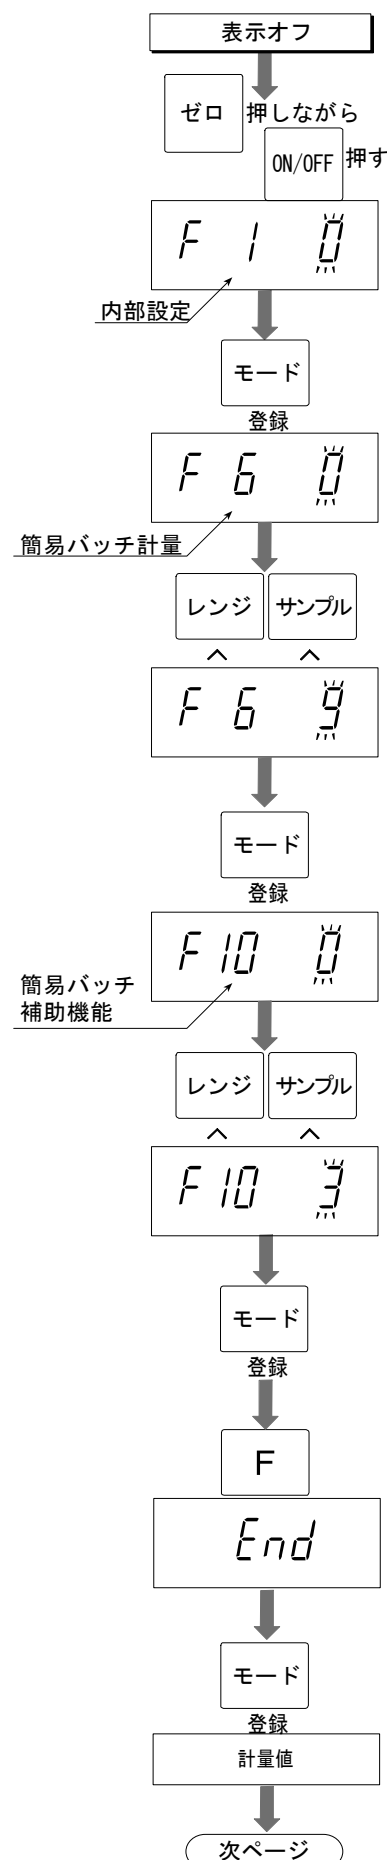 表示オフ
ゼロ 押しながら
ON/OFF 押す
F 1 0
内部設定
モード
登録
F 6 0
簡易バッチ計量
レンジ サンプル
F 6 9
モード
登録
F 10 0
簡易バッチ
補助機能
レンジ サンプル
F 10 3
モード
登録
F
End
モード
登録
計量値
次ページ